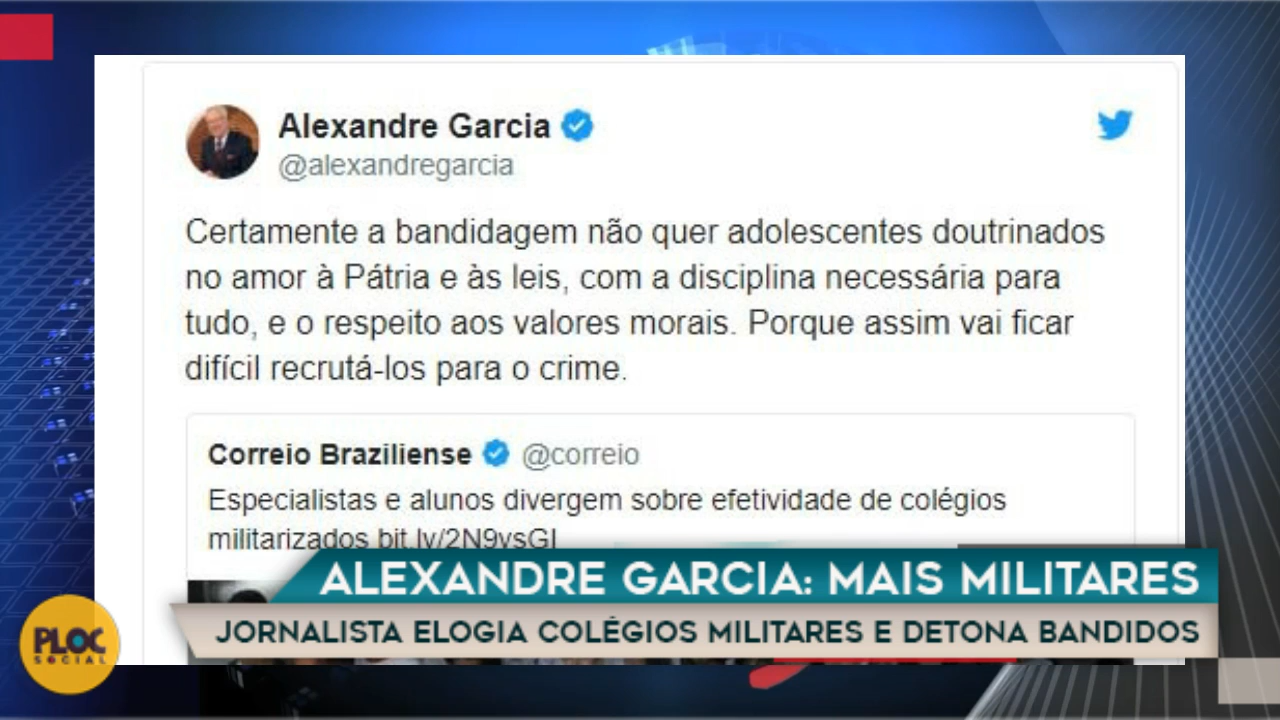 Alexandre Garcia
@alexandregarcia
Certamente a bandidagem não quer adolescentes doutrinados
no amor à Pátria e às leis, com a disciplina necessária para
tudo, e o respeito aos valores morais. Porque assim vai ficar
difícil recrutá-los para o crime.
Correio Braziliense @correio
Especialistas e alunos divergem sobre efetividade de colégios
militarizados
ALEXANDRE GARCIA: MAIS MILITARES
JORNALISTA ELOGIA COLÉGIOS MILITARES E DETONA BANDIDOS
PLOC
SOCIAL